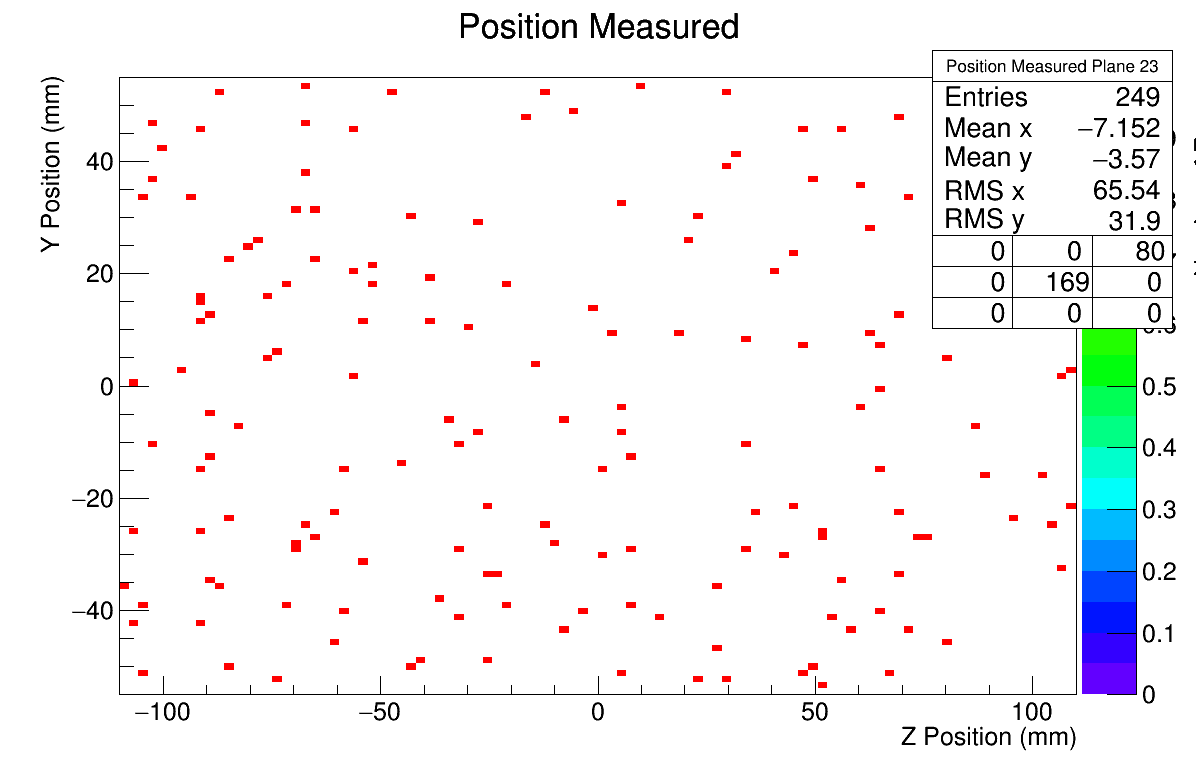 Position Measured
Y Position (mm)
40
20
0
−20
−40
−100
−50
0
50
100
Z Position (mm)
Position Measured Plane 23
Entries 249
Mean x −7.152
Mean y −3.57
RMS x 65.54
RMS y 31.9
0 0 80
0 169 0
0 0 0
0.5
0.4
0.3
0.2
0.1
0